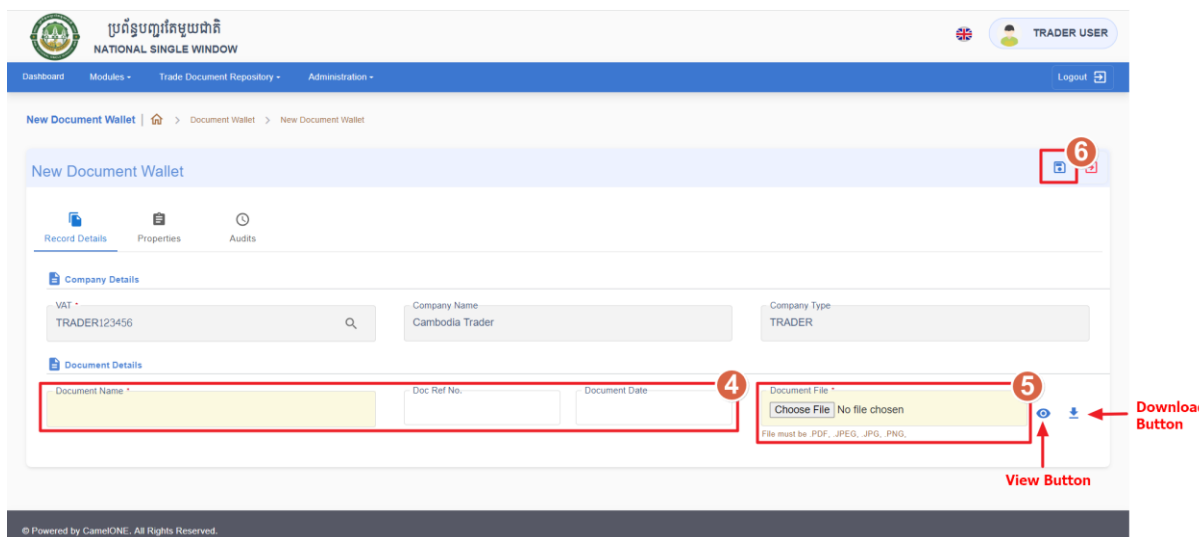 ប្រព័ន្ធបញ្ជរតែមួយជាតិ
NATIONAL SINGLE WINDOW
TRADER USER
Dashboard Modules Trade Document Repository Administration Logout
New Document Wallet | > Document Wallet > New Document Wallet
New Document Wallet
6
Record Details Properties Audits
Company Details
VAT *
TRADER123456
Company Name
Cambodia Trader
Company Type
TRADER
Document Details
Document Name *
Doc Ref No.
Document Date
4
Document File *
5
Choose File No file chosen
File must be .PDF, .JPEG, .JPG, .PNG,
Downloa
Button
View Button
© Powered by CamelONE. All Rights Reserved.